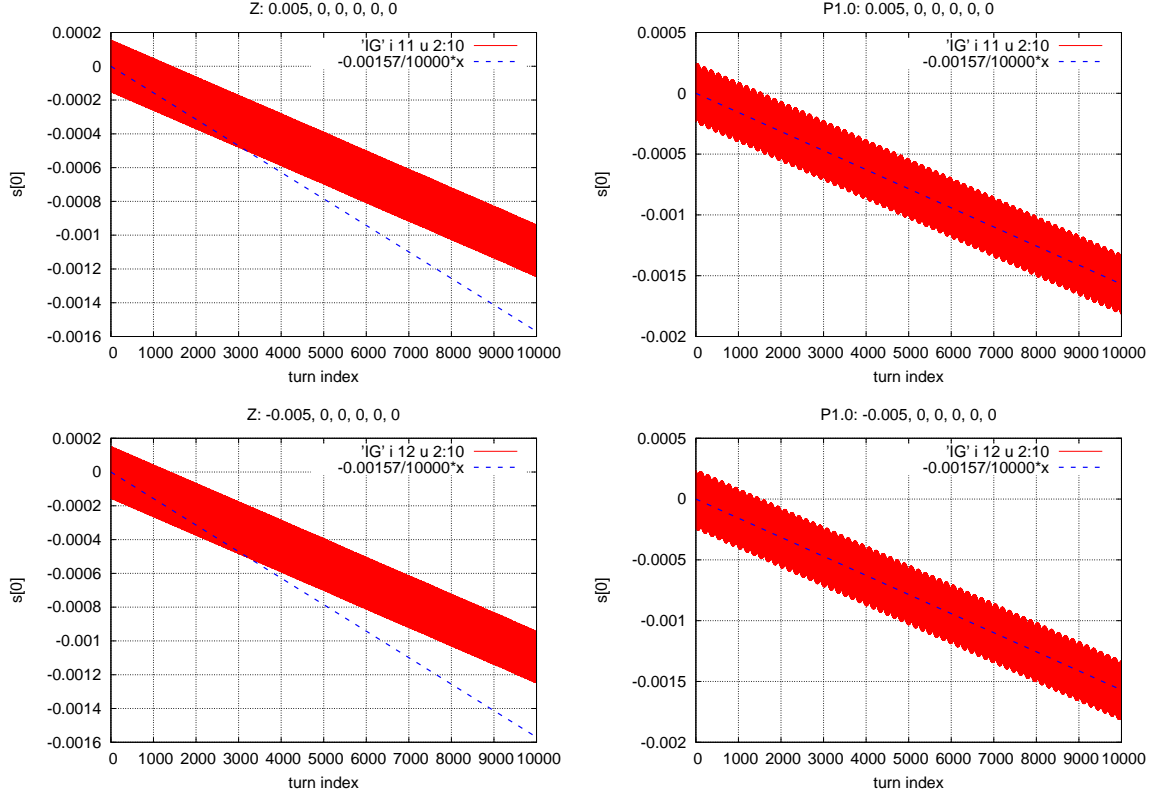 Z: 0.005, 0, 0, 0, 0, 0
0.0002
0
-0.0002
-0.0004
-0.0006
-0.0008
-0.001
-0.0012
-0.0014
-0.0016
s[0]
'IG' i 11 u 2:10
-0.00157/10000*x
0 1000 2000 3000 4000 5000 6000 7000 8000 9000 10000
turn index
P1.0: 0.005, 0, 0, 0, 0, 0
0.0005
0
-0.0005
-0.001
-0.0015
-0.002
s[0]
'IG' i 11 u 2:10
-0.00157/10000*x
0 1000 2000 3000 4000 5000 6000 7000 8000 9000 10000
turn index
Z: -0.005, 0, 0, 0, 0, 0
0.0002
0
-0.0002
-0.0004
-0.0006
-0.0008
-0.001
-0.0012
-0.0014
-0.0016
s[0]
'IG' i 12 u 2:10
-0.00157/10000*x
0 1000 2000 3000 4000 5000 6000 7000 8000 9000 10000
turn index
P1.0: -0.005, 0, 0, 0, 0, 0
0.0005
0
-0.0005
-0.001
-0.0015
-0.002
s[0]
'IG' i 12 u 2:10
-0.00157/10000*x
0 1000 2000 3000 4000 5000 6000 7000 8000 9000 10000
turn index